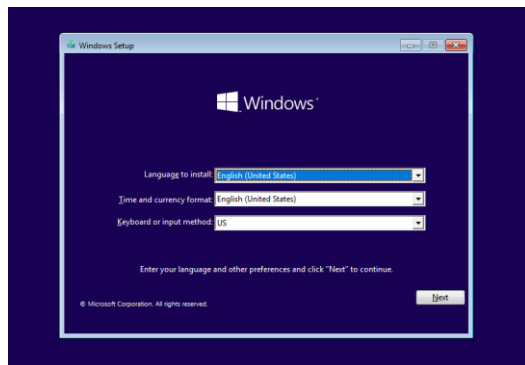 Windows Setup
Windows
Language to install: English (United States)
Time and currency format: English (United States)
Keyboard or input method: US
Enter your language and other preferences and click "Next" to continue.
© Microsoft Corporation. All rights reserved.
Next